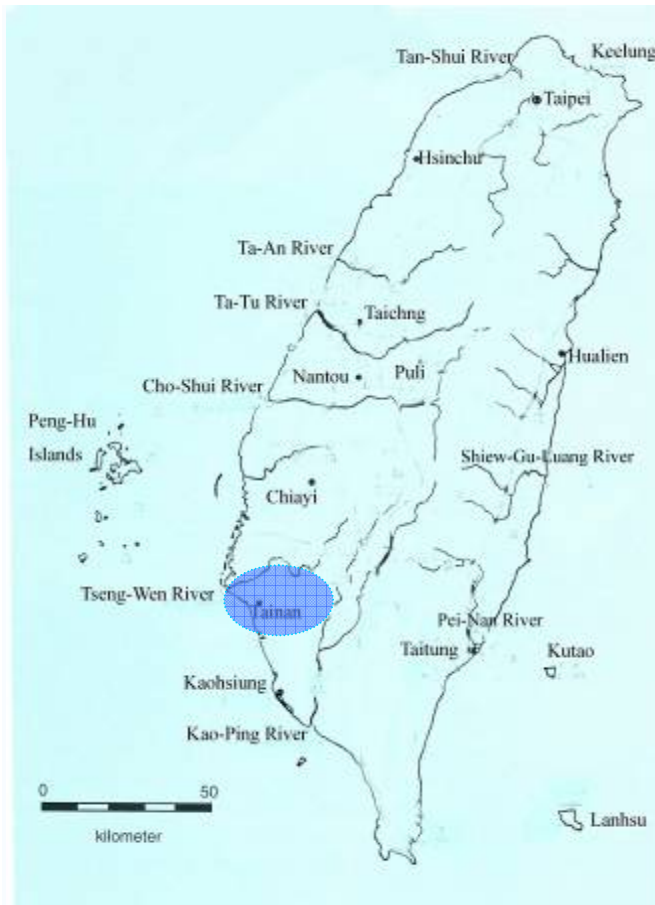 Tan-Shui River
Keelung
Taipei
Hsinchu
Ta-An River
Ta-Tu River
Taichng
Hualien
Nantou
Puli
Cho-Shui River
Peng-Hu
Islands
Shiew-Gu-Luang River
Chiayi
Tseng-Wen River
Tainan
Pei-Nan River
Taitung
Kutao
Kaohsiung
Kao-Ping River
0 50
kilometer
Lanhsu